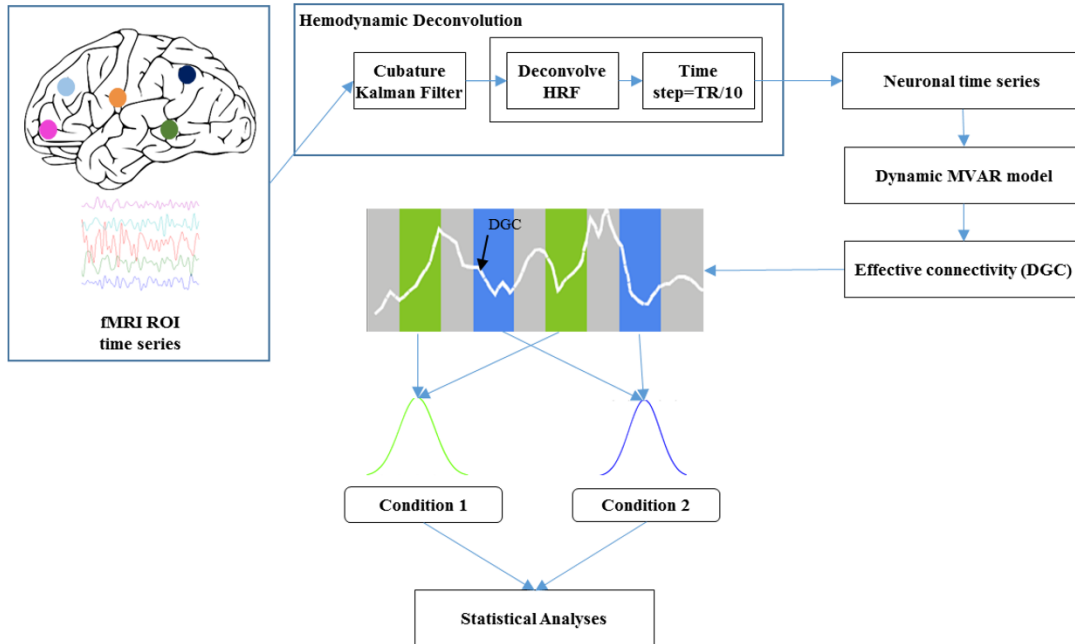 Hemodynamic Deconvolution
Cubature
Kalman Filter
Deconvolve
HRF
Time
step=TR/10
Neuronal time series
Dynamic MVAR model
Effective connectivity (DGC)
DGC
fMRI ROI
time series
Condition 1
Condition 2
Statistical Analyses